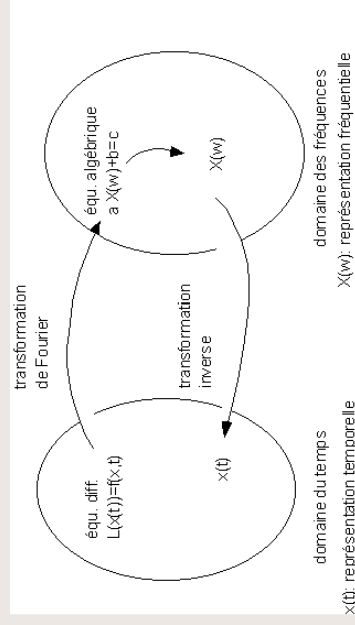 transformation
de Fourier
équ. diff.
L(x(t))=f(x,t)
équ. algébrique
a X(w)+b=c
transformation
inverse
x(t)
X(w)
domaine du temps
x(t): représentation temporelle
domaine des fréquences
X(w): représentation fréquentielle